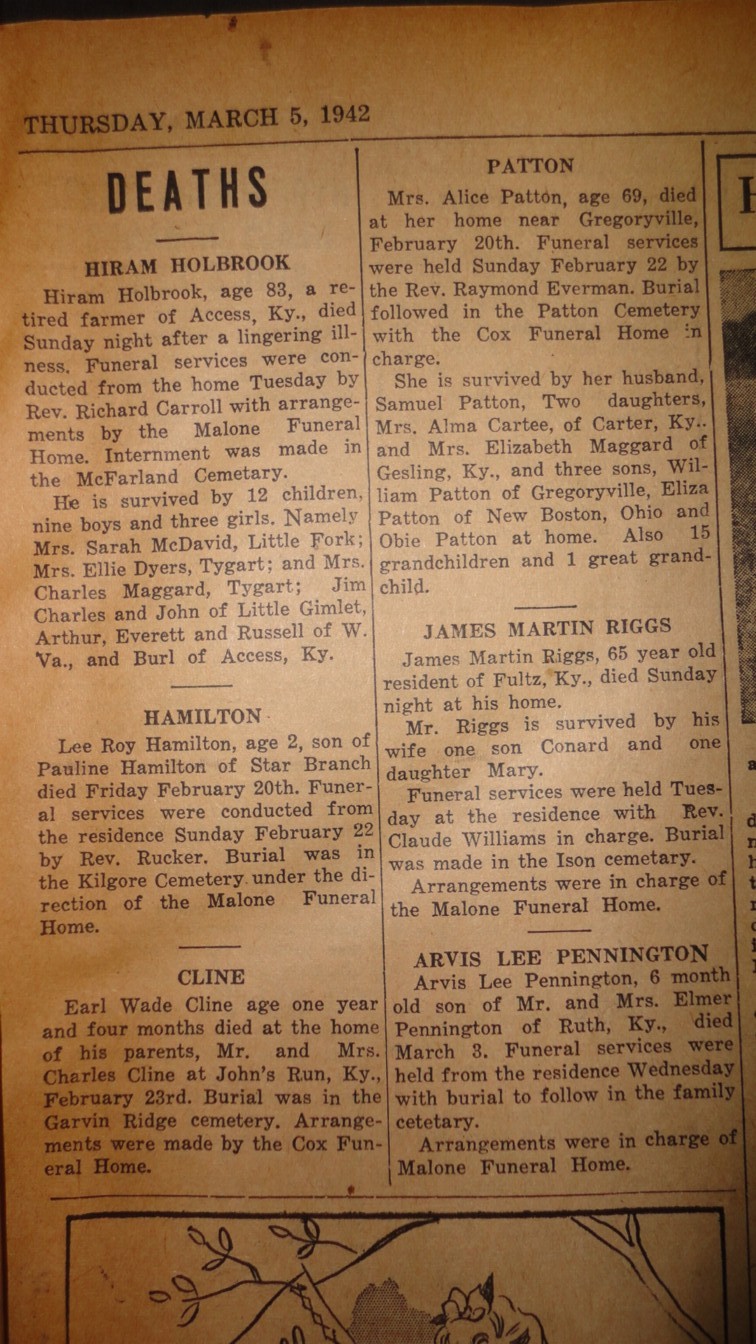 THURSDAY, MARCH 5, 1942
DEATHS
HIRAM HOLBROOK
Hiram Holbrook, age 83, a re-
tired farmer of Access, Ky., died
Sunday night after a lingering ill-
ness. Funeral services were con-
ducted from the home Tuesday by
Rev. Richard Carroll with arrange-
ments by the Malone Funeral
Home. Internment was made in
the McFarland Cemetary.
He is survived by 12 children,
nine boys and three girls. Namely
Mrs. Sarah McDavid, Little Fork;
Mrs. Ellie Dyers, Tygart; and Mrs.
Charles Maggard, Tygart; Jim
Charles and John of Little Gimlet,
Arthur, Everett and Russell of W.
Va., and Burl of Access, Ky.
HAMILTON
Lee Roy Hamilton, age 2, son of
Pauline Hamilton of Star Branch
died Friday February 20th. Funer-
al services were conducted from
the residence Sunday February 22
by Rev. Rucker. Burial was in
the Kilgore Cemetery under the di-
rection of the Malone Funeral
Home.
CLINE
Earl Wade Cline age one year
and four months died at the home
of his parents, Mr. and Mrs.
Charles Cline at John's Run, Ky.,
February 23rd. Burial was in the
Garvin Ridge cemetery. Arrange-
ments were made by the Cox Fun-
eral Home.
PATTON
Mrs. Alice Patton, age 69, died
at her home near Gregoryville,
February 20th. Funeral services
were held Sunday February 22 by
the Rev. Raymond Everman. Burial
followed in the Patton Cemetery
with the Cox Funeral Home in
charge.
She is survived by her husband,
Samuel Patton, Two daughters,
Mrs. Alma Cartee, of Carter, Ky..
and Mrs. Elizabeth Maggard of
Gesling, Ky., and three sons, Wil-
liam Patton of Gregoryville, Eliza
Patton of New Boston, Ohio and
Obie Patton at home. Also 15
grandchildren and 1 great grand-
child.
JAMES MARTIN RIGGS
James Martin Riggs, 65 year old
resident of Fultz, Ky., died Sunday
night at his home.
Mr. Riggs is survived by his
wife one son Conard and one
daughter Mary.
Funeral services were held Tues-
day at the residence with Rev.
Claude Williams in charge. Burial
was made in the Ison cemetary.
Arrangements were in charge of
the Malone Funeral Home.
ARVIS LEE PENNINGTON
Arvis Lee Pennington, 6 month
old son of Mr. and Mrs. Elmer
Pennington of Ruth, Ky., died
March 3. Funeral services were
held from the residence Wednesday
with burial to follow in the family
cetetary.
Arrangements were in charge of
Malone Funeral Home.